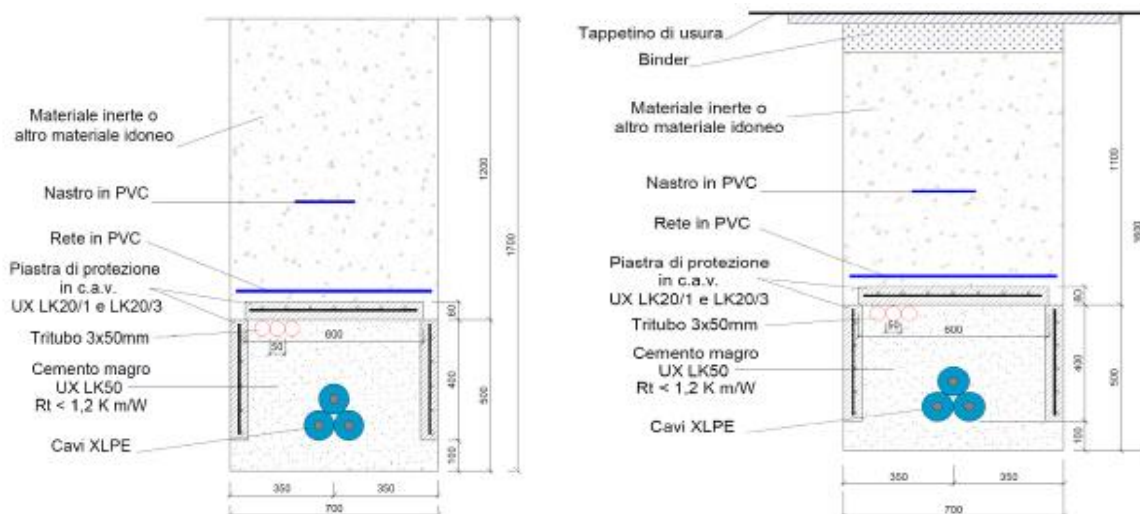 Materiale inerte o
altro materiale idoneo
Nastro in PVC
Rete in PVC
Piastra di protezione
in c.a.v.
UX LK20/1 e LK20/3
Tritubo 3x50mm
Cemento magro
UX LK50
Rt < 1,2 K m/W
Cavi XLPE
1200
1700
60
600
50
400
500
100
350
350
700
Tappetino di usura
Binder
Materiale inerte o
altro materiale idoneo
Nastro in PVC
Rete in PVC
Piastra di protezione
in c.a.v.
UX LK20/1 e LK20/3
Tritubo 3x50mm
Cemento magro
UX LK50
Rt < 1,2 K m/W
Cavi XLPE
1100
60
600
50
400
500
100
350
350
700